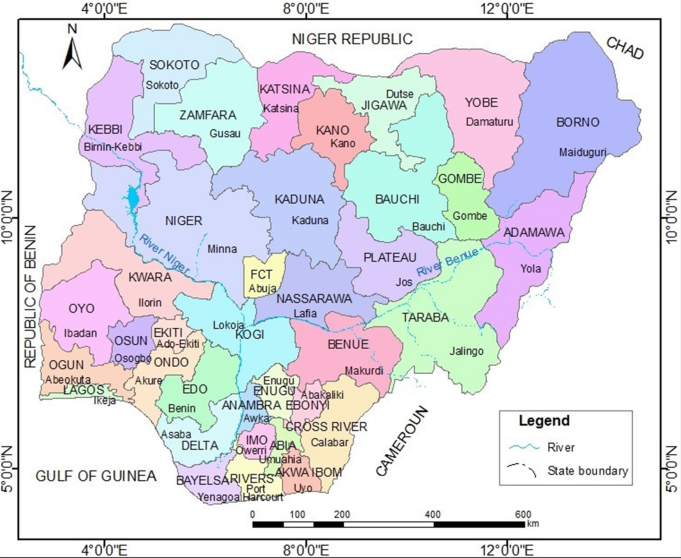 4°0'0"E 8°0'0"E 12°0'0"E
N
NIGER REPUBLIC
CHAD
SOKOTO
Sokoto
KATSINA
Katsina
Dutse
JIGAWA
YOBE
Damaturu
ZAMFARA
Gusau
KANO
Kano
BORNO
Maiduguri
KEBBI
Birnin-Kebbi
GOMBE
Gombe
KADUNA
Kaduna
BAUCHI
Bauchi
10°0'0"N
10°0'0"N
NIGER
Minna
ADAMAWA
Yola
River Niger
REPUBLIC OF BENIN
PLATEAU
Jos
River Benue
FCT
Abuja
KWARA
Ilorin
NASSARAWA
Lafia
OYO
Ibadan
TARABA
Jalingo
Lokoja
KOGI
EKITI
Ado-Ekiti
OSUN
Osogbo
BENUE
Makurdi
OGUN
Abeokuta
ONDO
Akure
LAGOS
Ikeja
EDO
Benin
Enugu
ENUGU
Abakaliki
EBONYI
ANAMBRA
Awka
CROSS RIVER
Calabar
Asaba
DELTA
IMO
Owerri
ABIA
Umuahia
CAMEROUN
5°0'0"N
5°0'0"N
GULF OF GUINEA
BAYELSA
Yenagoa
RIVERS
Port
Harcourt
AKWA IBOM
Uyo
Legend
River
State boundary
0 100 200 400 600
km
4°0'0"E 8°0'0"E 12°0'0"E